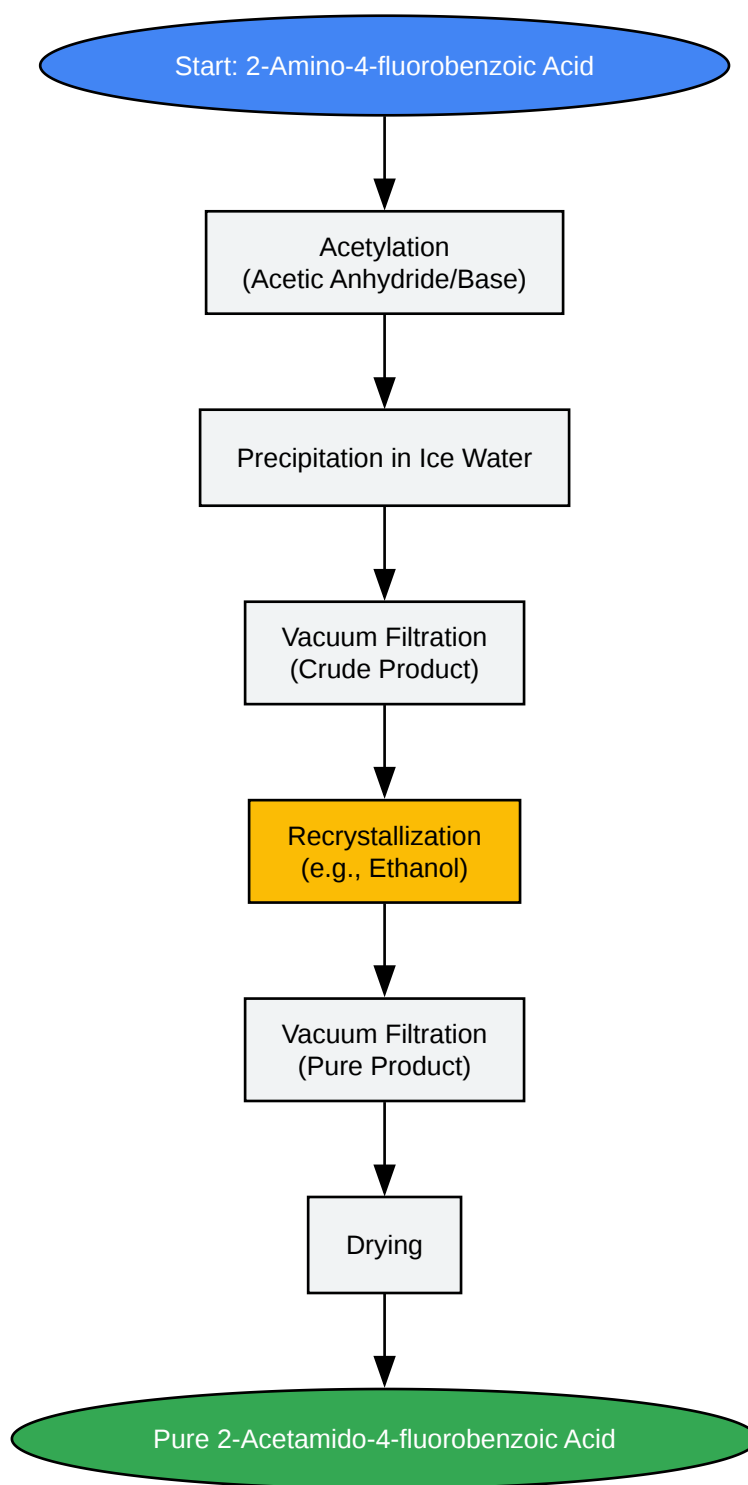 Start: 2-Amino-4-fluorobenzoic Acid
Acetylation
(Acetic Anhydride/Base)
Precipitation in Ice Water
Vacuum Filtration
(Crude Product)
Recrystallization
(e.g., Ethanol)
Vacuum Filtration
(Pure Product)
Drying
Pure 2-Acetamido-4-fluorobenzoic Acid